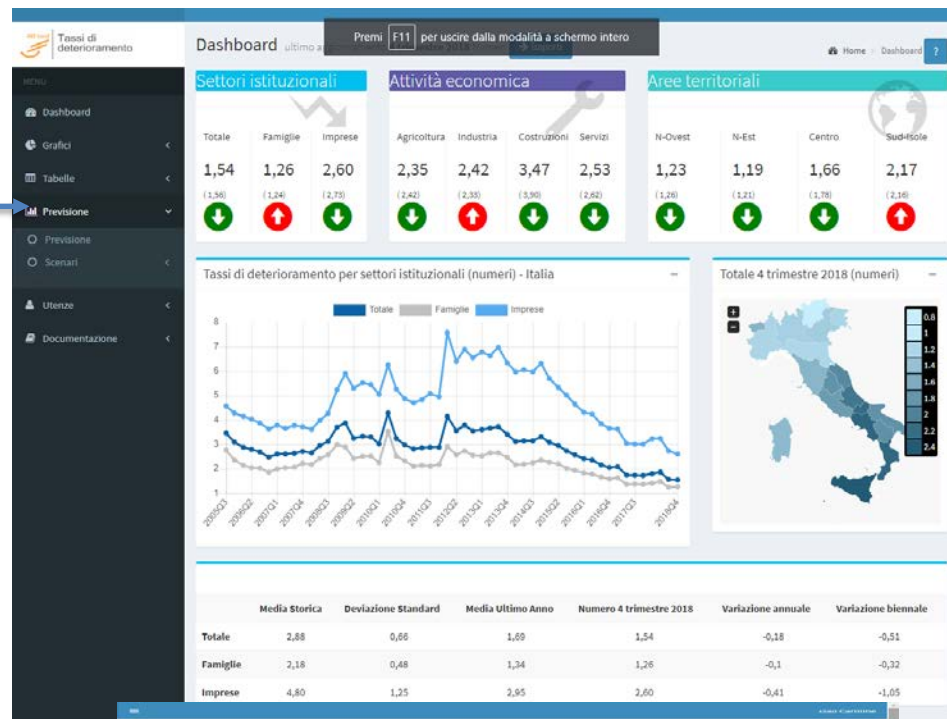 Tassi di
deterioramento
MENU
Dashboard
Grafici
Tabelle
Previsione
Previsione
Scenari
Utenze
Documentazione
Dashboard ultimo
Premi F11 per uscire dalla modalità a schermo intero
Home Dashboard ?
Settori istituzionali
Totale Famiglie Imprese
1,54 1,26 2,60
(1,56) (1,24) (2,73)
Attività economica
Agricoltura Industria Costruzioni Servizi
2,35 2,42 3,47 2,53
(2,42) (2,33) (3,90) (2,62)
Aree territoriali
N-Ovest N-Est Centro Sud-Isole
1,23 1,19 1,66 2,17
(1,26) (1,21) (1,78) (2,16)
Tassi di deterioramento per settori istituzionali (numeri) - Italia
Totale Famiglie Imprese
8
7
6
5
4
3
2
1
2005Q3 2006Q2 2007Q1 2007Q4 2008Q3 2009Q2 2010Q1 2010Q4 2011Q3 2012Q2 2013Q1 2013Q4 2014Q3 2015Q2 2016Q1 2016Q4 2017Q3 2018Q4
Totale 4 trimestre 2018 (numeri)
+
-
0.8
1
1.2
1.4
1.6
1.8
2
2.2
2.4
Media Storica Deviazione Standard Media Ultimo Anno Numero 4 trimestre 2018 Variazione annuale Variazione biennale
Totale 2,88 0,66 1,69 1,54 -0,18 -0,51
Famiglie 2,18 0,48 1,34 1,26 -0,1 -0,32
Imprese 4,80 1,25 2,95 2,60 -0,41 -1,05